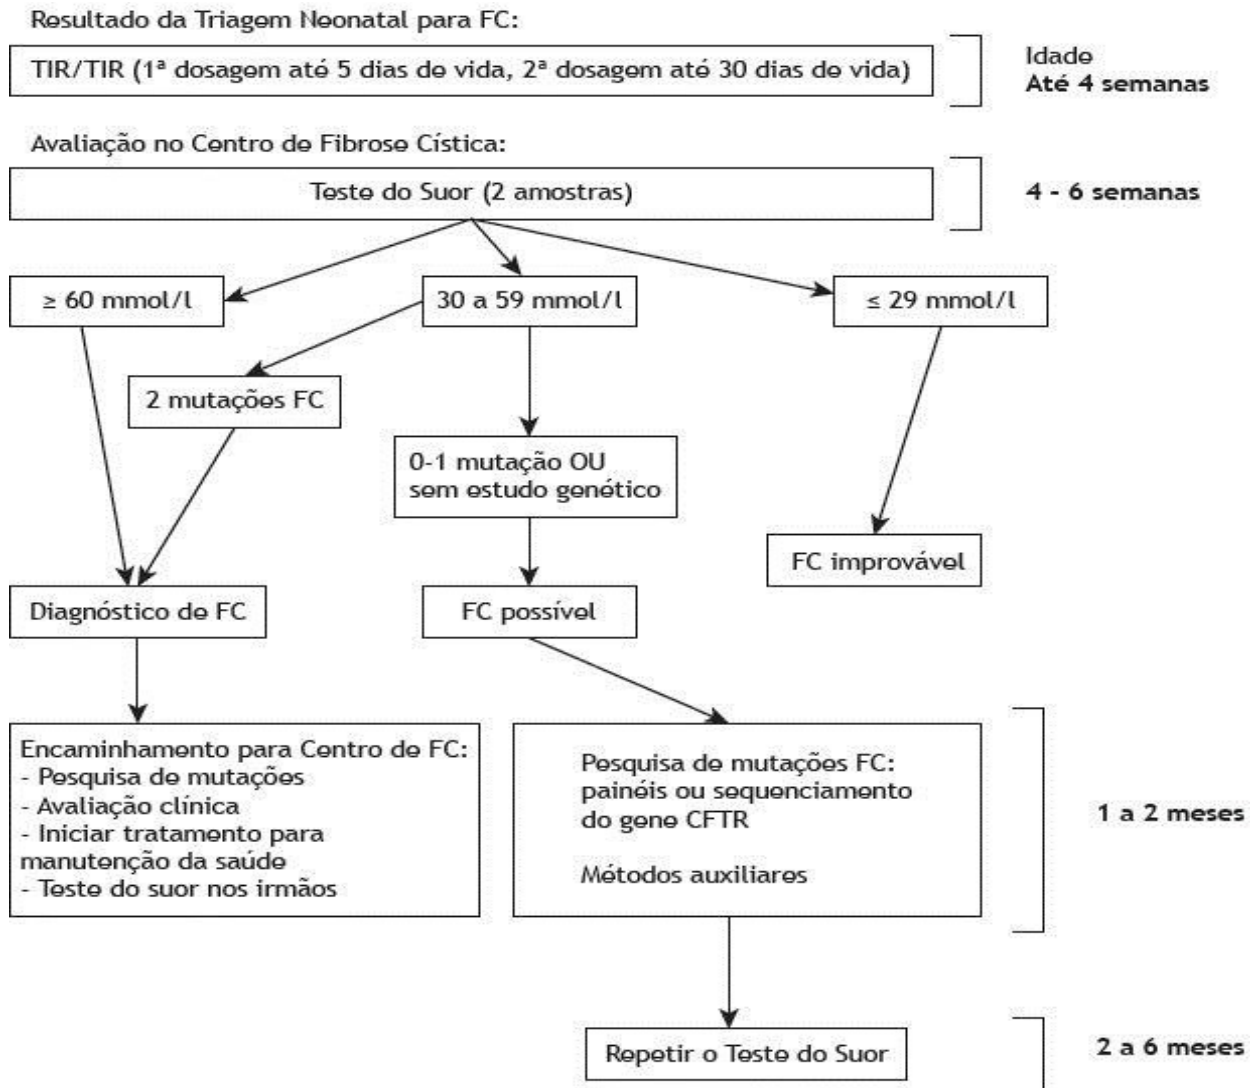 Resultado da Triagem Neonatal para FC:
TIR/TIR (1ª dosagem até 5 dias de vida, 2ª dosagem até 30 dias de vida)
Idade
Até 4 semanas
Avaliação no Centro de Fibrose Cística:
Teste do Suor (2 amostras)
4 - 6 semanas
≥ 60 mmol/l
30 a 59 mmol/l
≤ 29 mmol/l
2 mutações FC
0-1 mutação OU
sem estudo genético
FC improvável
Diagnóstico de FC
FC possível
Encaminhamento para Centro de FC:
- Pesquisa de mutações
- Avaliação clínica
- Iniciar tratamento para
manutenção da saúde
- Teste do suor nos irmãos
Pesquisa de mutações FC:
painéis ou sequenciamento
do gene CFTR
Métodos auxiliares
1 a 2 meses
Repetir o Teste do Suor
2 a 6 meses